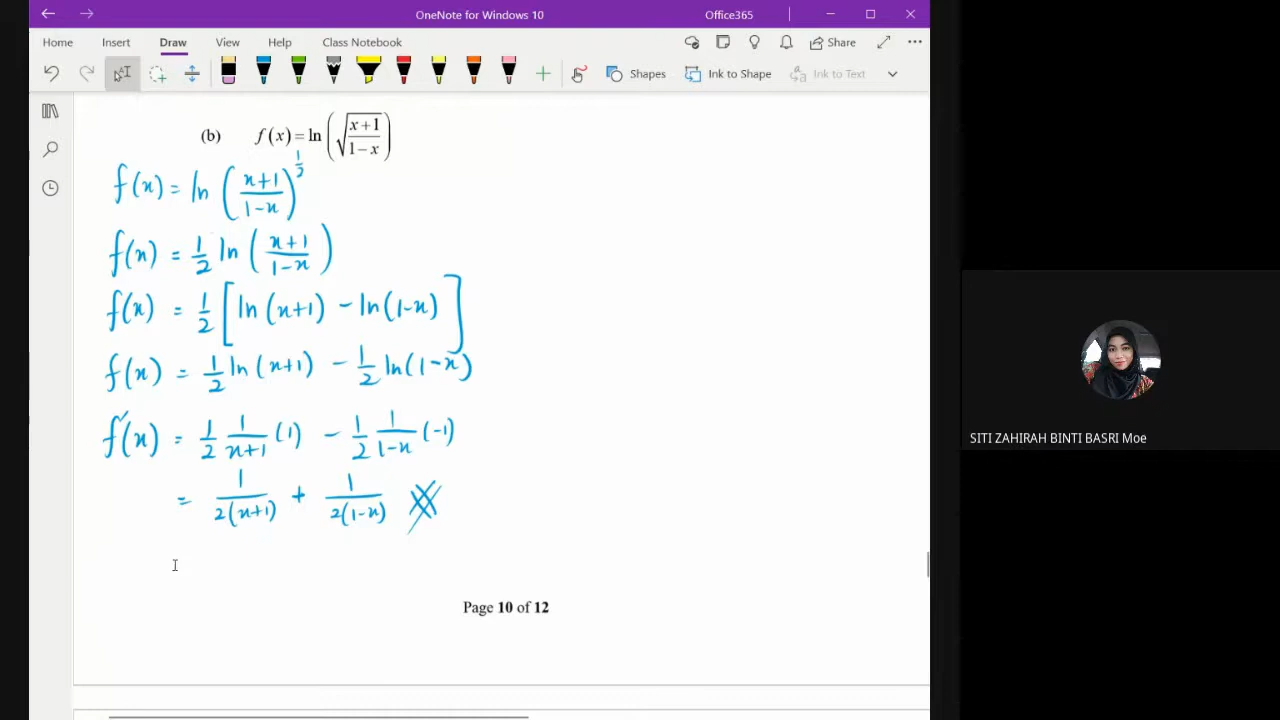 OneNote for Windows 10
Office365
Home Insert Draw View Help Class Notebook
Share
Shapes Ink to Shape Ink to Text
(b) f(x) = ln(√((x+1)/(1−x)))
f(x) = ln((x+1)/(1−x))^(1/2)
f(x) = 1/2 ln((x+1)/(1−x))
f(x) = 1/2 [ln(x+1) − ln(1−x)]
f(x) = 1/2 ln(x+1) − 1/2 ln(1−x)
f′(x) = 1/2 1/(x+1) (1) − 1/2 1/(1−x) (−1)
= 1/(2(x+1)) + 1/(2(1−x))
Page 10 of 12
SITI ZAHIRAH BINTI BASRI Moe